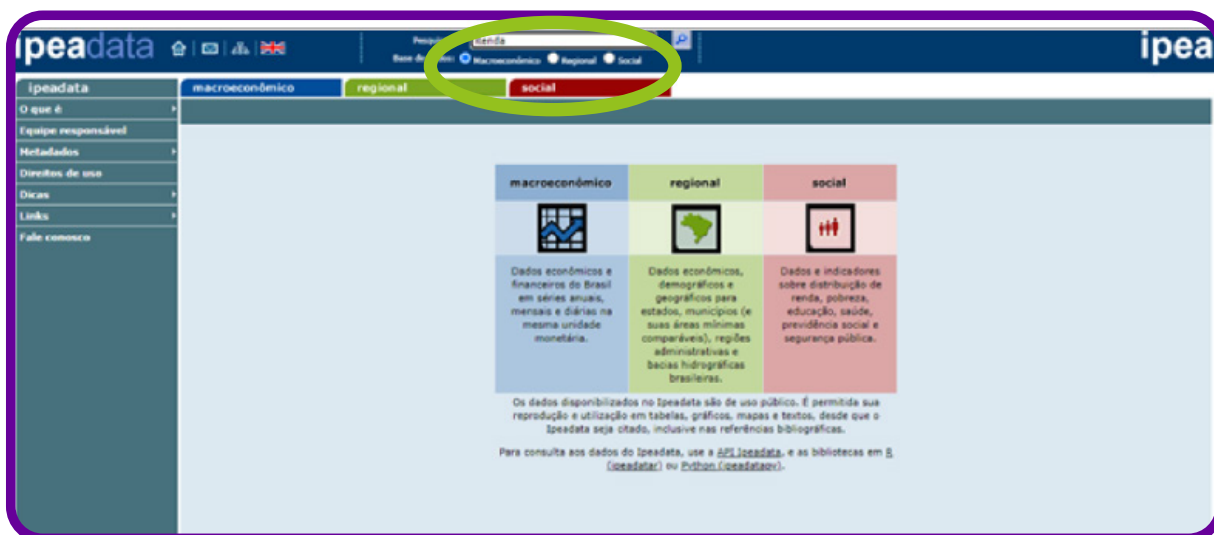 ipeadata
Renda
Macroeconômico Regional Social
ipea
ipeadata
macroeconômico
regional
social
O que é
Equipe responsável
Metadados
Direitos de uso
Dicas
Links
Fale conosco
macroeconômico
regional
social
Dados econômicos e
financeiros do Brasil
em séries anuais,
mensais e diárias na
mesma unidade
monetária.
Dados econômicos,
demográficos e
geográficos para
estados, municípios (e
suas áreas mínimas
comparáveis), regiões
administrativas e
bacias hidrográficas
brasileiras.
Dados e indicadores
sobre distribuição de
renda, pobreza,
educação, saúde,
previdência social e
segurança pública.
Os dados disponibilizados no Ipeadata são de uso público. É permitida sua
reprodução e utilização em tabelas, gráficos, mapas e textos, desde que o
Ipeadata seja citado, inclusive nas referências bibliográficas.
Para consulta aos dados do Ipeadata, use a API Ipeadata, e as bibliotecas em R
(ipeadatar) ou Python (ipeadatapy).